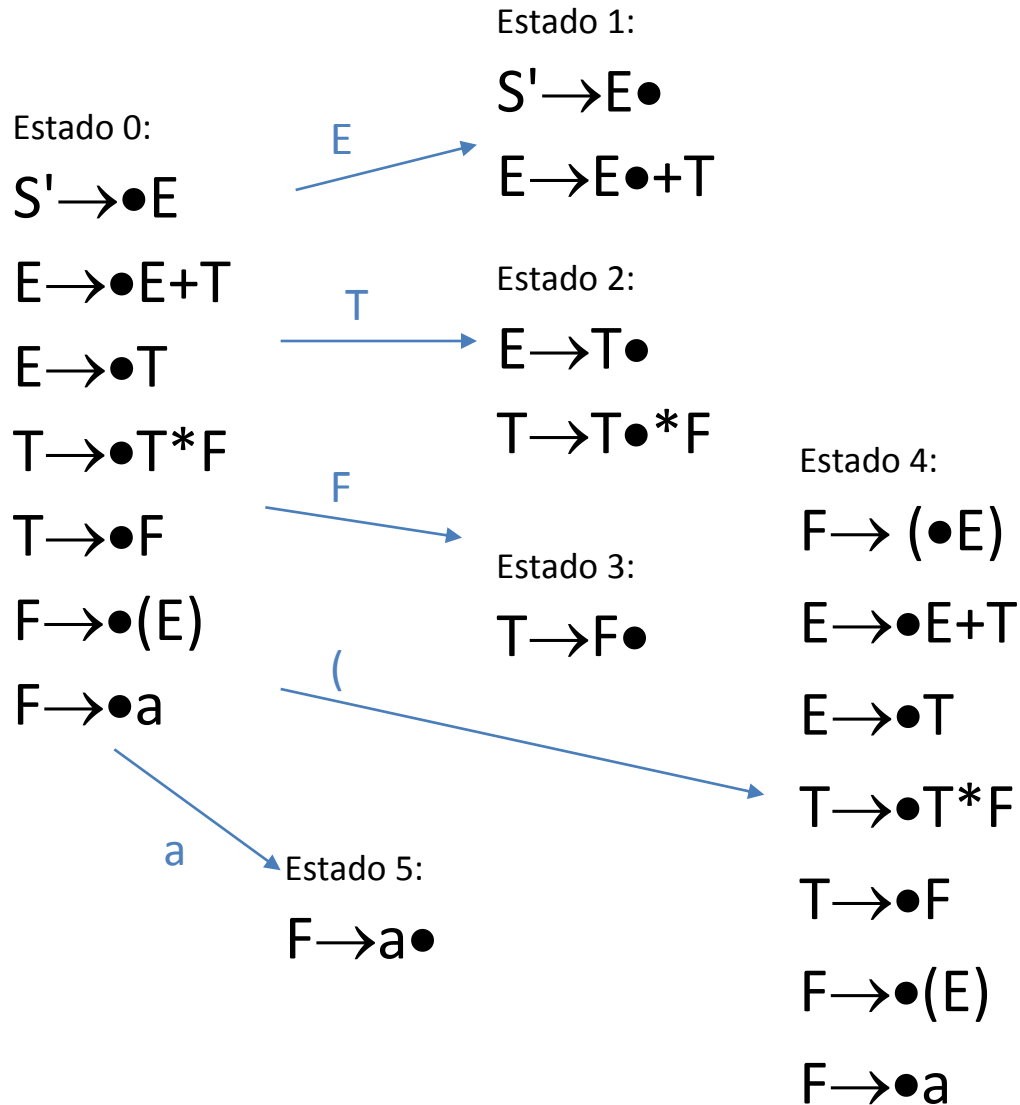 Estado 0:
S'→●E
E→●E+T
E→●T
T→●T*F
T→●F
F→●(E)
F→●a
E
T
F
(
a
Estado 1:
S'→E●
E→E●+T
Estado 2:
E→T●
T→T●*F
Estado 3:
T→F●
Estado 4:
F→ (●E)
E→●E+T
E→●T
T→●T*F
T→●F
F→●(E)
F→●a
Estado 5:
F→a●